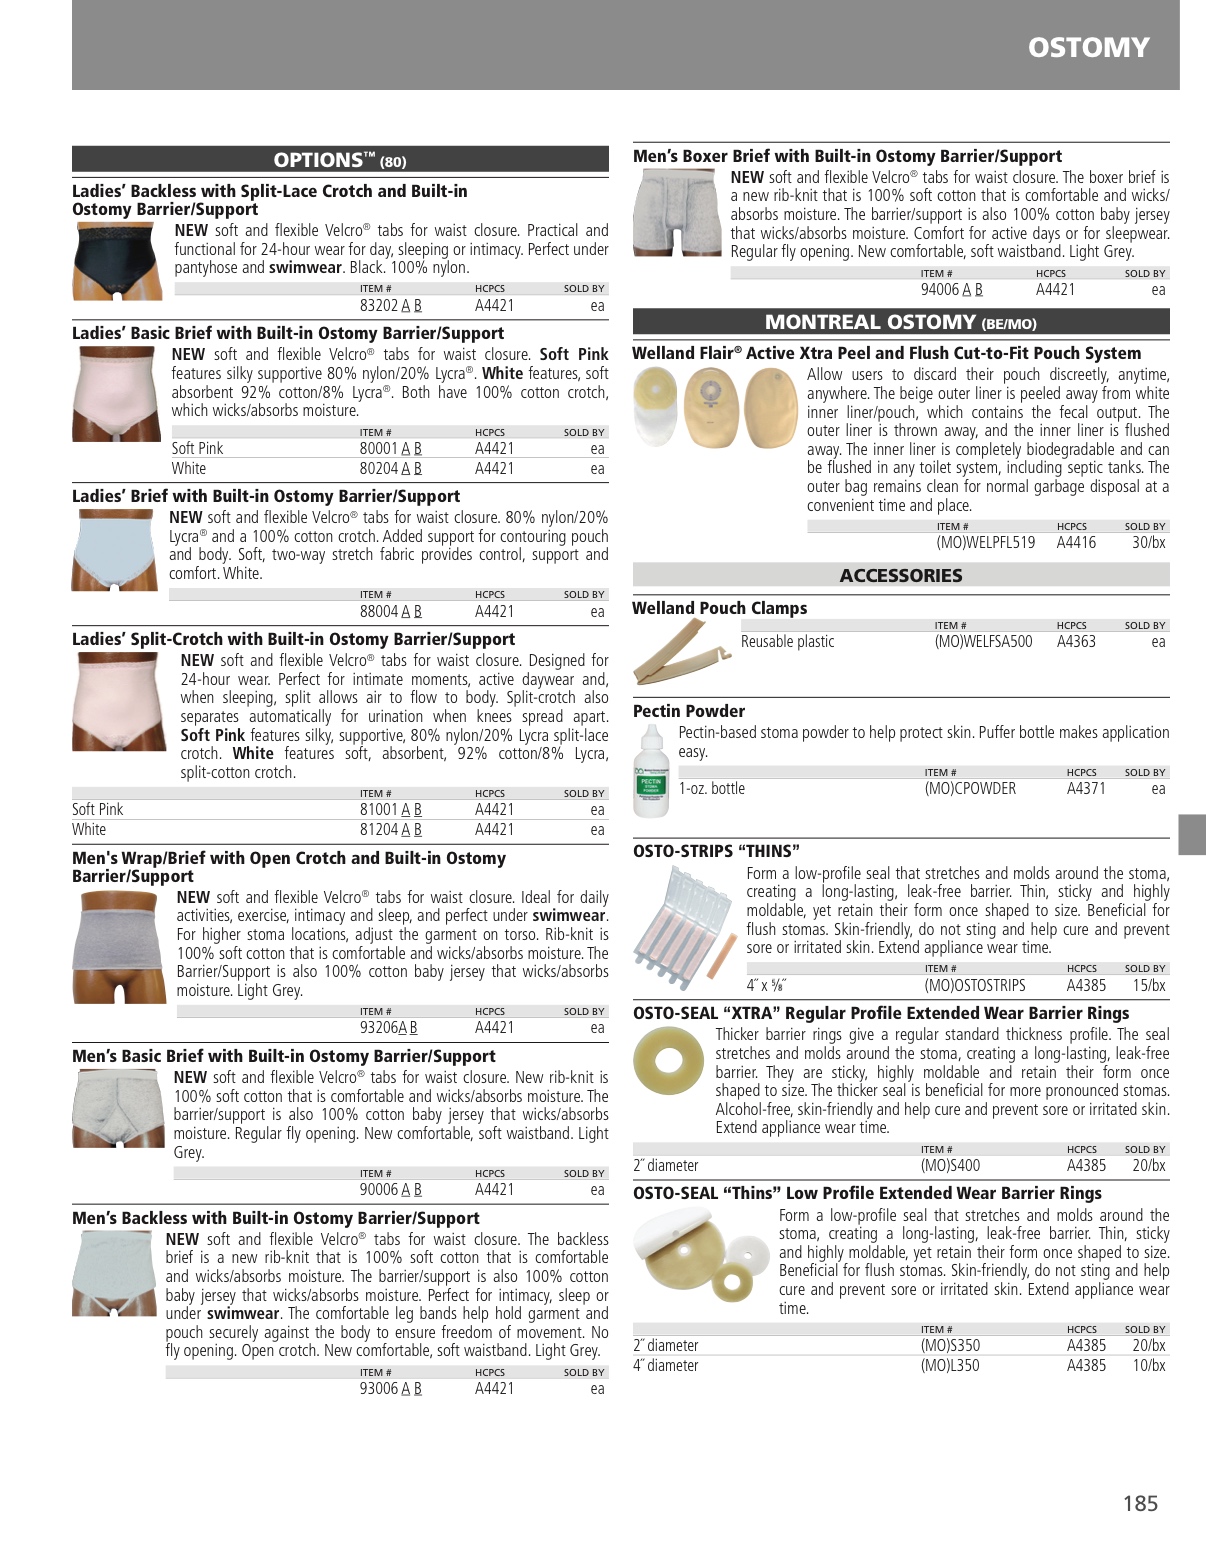 OSTOMY
OPTIONS™ (80)
Ladies’ Backless with Split-Lace Crotch and Built-in
Ostomy Barrier/Support
NEW soft and flexible Velcro® tabs for waist closure. Practical and
functional for 24-hour wear for day, sleeping or intimacy. Perfect under
pantyhose and swimwear. Black. 100% nylon.
ITEM # HCPCS SOLD BY
83202 A B A4421 ea
Ladies’ Basic Brief with Built-in Ostomy Barrier/Support
NEW soft and flexible Velcro® tabs for waist closure. Soft Pink
features silky supportive 80% nylon/20% Lycra®. White features, soft
absorbent 92% cotton/8% Lycra®. Both have 100% cotton crotch,
which wicks/absorbs moisture.
ITEM # HCPCS SOLD BY
Soft Pink 80001 A B A4421 ea
White 80204 A B A4421 ea
Ladies’ Brief with Built-in Ostomy Barrier/Support
NEW soft and flexible Velcro® tabs for waist closure. 80% nylon/20%
Lycra® and a 100% cotton crotch. Added support for contouring pouch
and body. Soft, two-way stretch fabric provides control, support and
comfort. White.
ITEM # HCPCS SOLD BY
88004 A B A4421 ea
Ladies’ Split-Crotch with Built-in Ostomy Barrier/Support
NEW soft and flexible Velcro® tabs for waist closure. Designed for
24-hour wear. Perfect for intimate moments, active daywear and,
when sleeping, split allows air to flow to body. Split-crotch also
separates automatically for urination when knees spread apart.
Soft Pink features silky, supportive, 80% nylon/20% Lycra split-lace
crotch. White features soft, absorbent, 92% cotton/8% Lycra,
split-cotton crotch.
ITEM # HCPCS SOLD BY
Soft Pink 81001 A B A4421 ea
White 81204 A B A4421 ea
Men's Wrap/Brief with Open Crotch and Built-in Ostomy
Barrier/Support
NEW soft and flexible Velcro® tabs for waist closure. Ideal for daily
activities, exercise, intimacy and sleep, and perfect under swimwear.
For higher stoma locations, adjust the garment on torso. Rib-knit is
100% soft cotton that is comfortable and wicks/absorbs moisture. The
Barrier/Support is also 100% cotton baby jersey that wicks/absorbs
moisture. Light Grey.
ITEM # HCPCS SOLD BY
93206A B A4421 ea
Men’s Basic Brief with Built-in Ostomy Barrier/Support
NEW soft and flexible Velcro® tabs for waist closure. New rib-knit is
100% soft cotton that is comfortable and wicks/absorbs moisture. The
barrier/support is also 100% cotton baby jersey that wicks/absorbs
moisture. Regular fly opening. New comfortable, soft waistband. Light
Grey.
ITEM # HCPCS SOLD BY
90006 A B A4421 ea
Men’s Backless with Built-in Ostomy Barrier/Support
NEW soft and flexible Velcro® tabs for waist closure. The backless
brief is a new rib-knit that is 100% soft cotton that is comfortable
and wicks/absorbs moisture. The barrier/support is also 100% cotton
baby jersey that wicks/absorbs moisture. Perfect for intimacy, sleep or
under swimwear. The comfortable leg bands help hold garment and
pouch securely against the body to ensure freedom of movement. No
fly opening. Open crotch. New comfortable, soft waistband. Light Grey.
ITEM # HCPCS SOLD BY
93006 A B A4421 ea
Men’s Boxer Brief with Built-in Ostomy Barrier/Support
NEW soft and flexible Velcro® tabs for waist closure. The boxer brief is
a new rib-knit that is 100% soft cotton that is comfortable and wicks/
absorbs moisture. The barrier/support is also 100% cotton baby jersey
that wicks/absorbs moisture. Comfort for active days or for sleepwear.
Regular fly opening. New comfortable, soft waistband. Light Grey.
ITEM # HCPCS SOLD BY
94006 A B A4421 ea
MONTREAL OSTOMY (BE/MO)
Welland Flair® Active Xtra Peel and Flush Cut-to-Fit Pouch System
Allow users to discard their pouch discreetly, anytime,
anywhere. The beige outer liner is peeled away from white
inner liner/pouch, which contains the fecal output. The
outer liner is thrown away, and the inner liner is flushed
away. The inner liner is completely biodegradable and can
be flushed in any toilet system, including septic tanks. The
outer bag remains clean for normal garbage disposal at a
convenient time and place.
ITEM # HCPCS SOLD BY
(MO)WELPFL519 A4416 30/bx
ACCESSORIES
Welland Pouch Clamps
ITEM # HCPCS SOLD BY
Reusable plastic (MO)WELFSA500 A4363 ea
Pectin Powder
Pectin-based stoma powder to help protect skin. Puffer bottle makes application
easy.
PECTIN
STOMA
POWDER
ITEM # HCPCS SOLD BY
1-oz. bottle (MO)CPOWDER A4371 ea
OSTO-STRIPS “THINS”
Form a low-profile seal that stretches and molds around the stoma,
creating a long-lasting, leak-free barrier. Thin, sticky and highly
moldable, yet retain their form once shaped to size. Beneficial for
flush stomas. Skin-friendly, do not sting and help cure and prevent
sore or irritated skin. Extend appliance wear time.
ITEM # HCPCS SOLD BY
4˝ x ⅝˝ (MO)OSTOSTRIPS A4385 15/bx
OSTO-SEAL “XTRA” Regular Profile Extended Wear Barrier Rings
Thicker barrier rings give a regular standard thickness profile. The seal
stretches and molds around the stoma, creating a long-lasting, leak-free
barrier. They are sticky, highly moldable and retain their form once
shaped to size. The thicker seal is beneficial for more pronounced stomas.
Alcohol-free, skin-friendly and help cure and prevent sore or irritated skin.
Extend appliance wear time.
ITEM # HCPCS SOLD BY
2˝ diameter (MO)S400 A4385 20/bx
OSTO-SEAL “Thins” Low Profile Extended Wear Barrier Rings
Form a low-profile seal that stretches and molds around the
stoma, creating a long-lasting, leak-free barrier. Thin, sticky
and highly moldable, yet retain their form once shaped to size.
Beneficial for flush stomas. Skin-friendly, do not sting and help
cure and prevent sore or irritated skin. Extend appliance wear
time.
ITEM # HCPCS SOLD BY
2˝ diameter (MO)S350 A4385 20/bx
4˝ diameter (MO)L350 A4385 10/bx
185